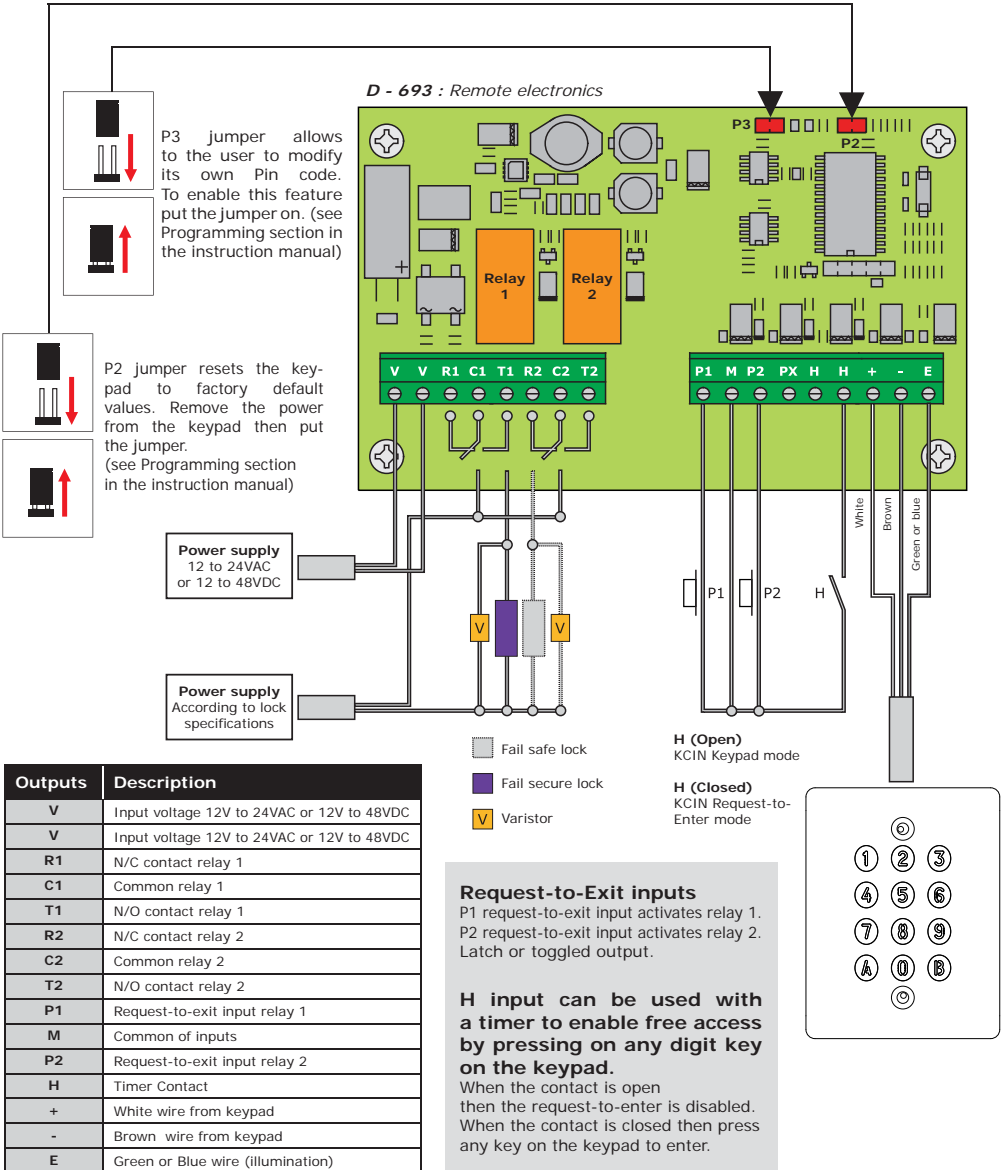 D - 693 : Remote electronics
P3 jumper allows
to the user to modify
its own Pin code.
To enable this feature
put the jumper on. (see
Programming section in
the instruction manual)
P2 jumper resets the key-
pad to factory default
values. Remove the power
from the keypad then put
the jumper.
(see Programming section
in the instruction manual)
P3
P2
+
Relay
1
Relay
2
V V R1 C1 T1 R2 C2 T2
P1 M P2 PX H H + - E
White
Brown
Green or blue
Power supply
12 to 24VAC
or 12 to 48VDC
P1
P2
H
V
V
Power supply
According to lock
specifications
Fail safe lock
Fail secure lock
V Varistor
H (Open)
KCIN Keypad mode
H (Closed)
KCIN Request-to-
Enter mode
Outputs Description
V Input voltage 12V to 24VAC or 12V to 48VDC
V Input voltage 12V to 24VAC or 12V to 48VDC
R1 N/C contact relay 1
C1 Common relay 1
T1 N/O contact relay 1
R2 N/C contact relay 2
C2 Common relay 2
T2 N/O contact relay 2
P1 Request-to-exit input relay 1
M Common of inputs
P2 Request-to-exit input relay 2
H Timer Contact
+ White wire from keypad
- Brown wire from keypad
E Green or Blue wire (illumination)
Request-to-Exit inputs
P1 request-to-exit input activates relay 1.
P2 request-to-exit input activates relay 2.
Latch or toggled output.
H input can be used with
a timer to enable free access
by pressing on any digit key
on the keypad.
When the contact is open
then the request-to-enter is disabled.
When the contact is closed then press
any key on the keypad to enter.
1 2 3
4 5 6
7 8 9
A 0 B